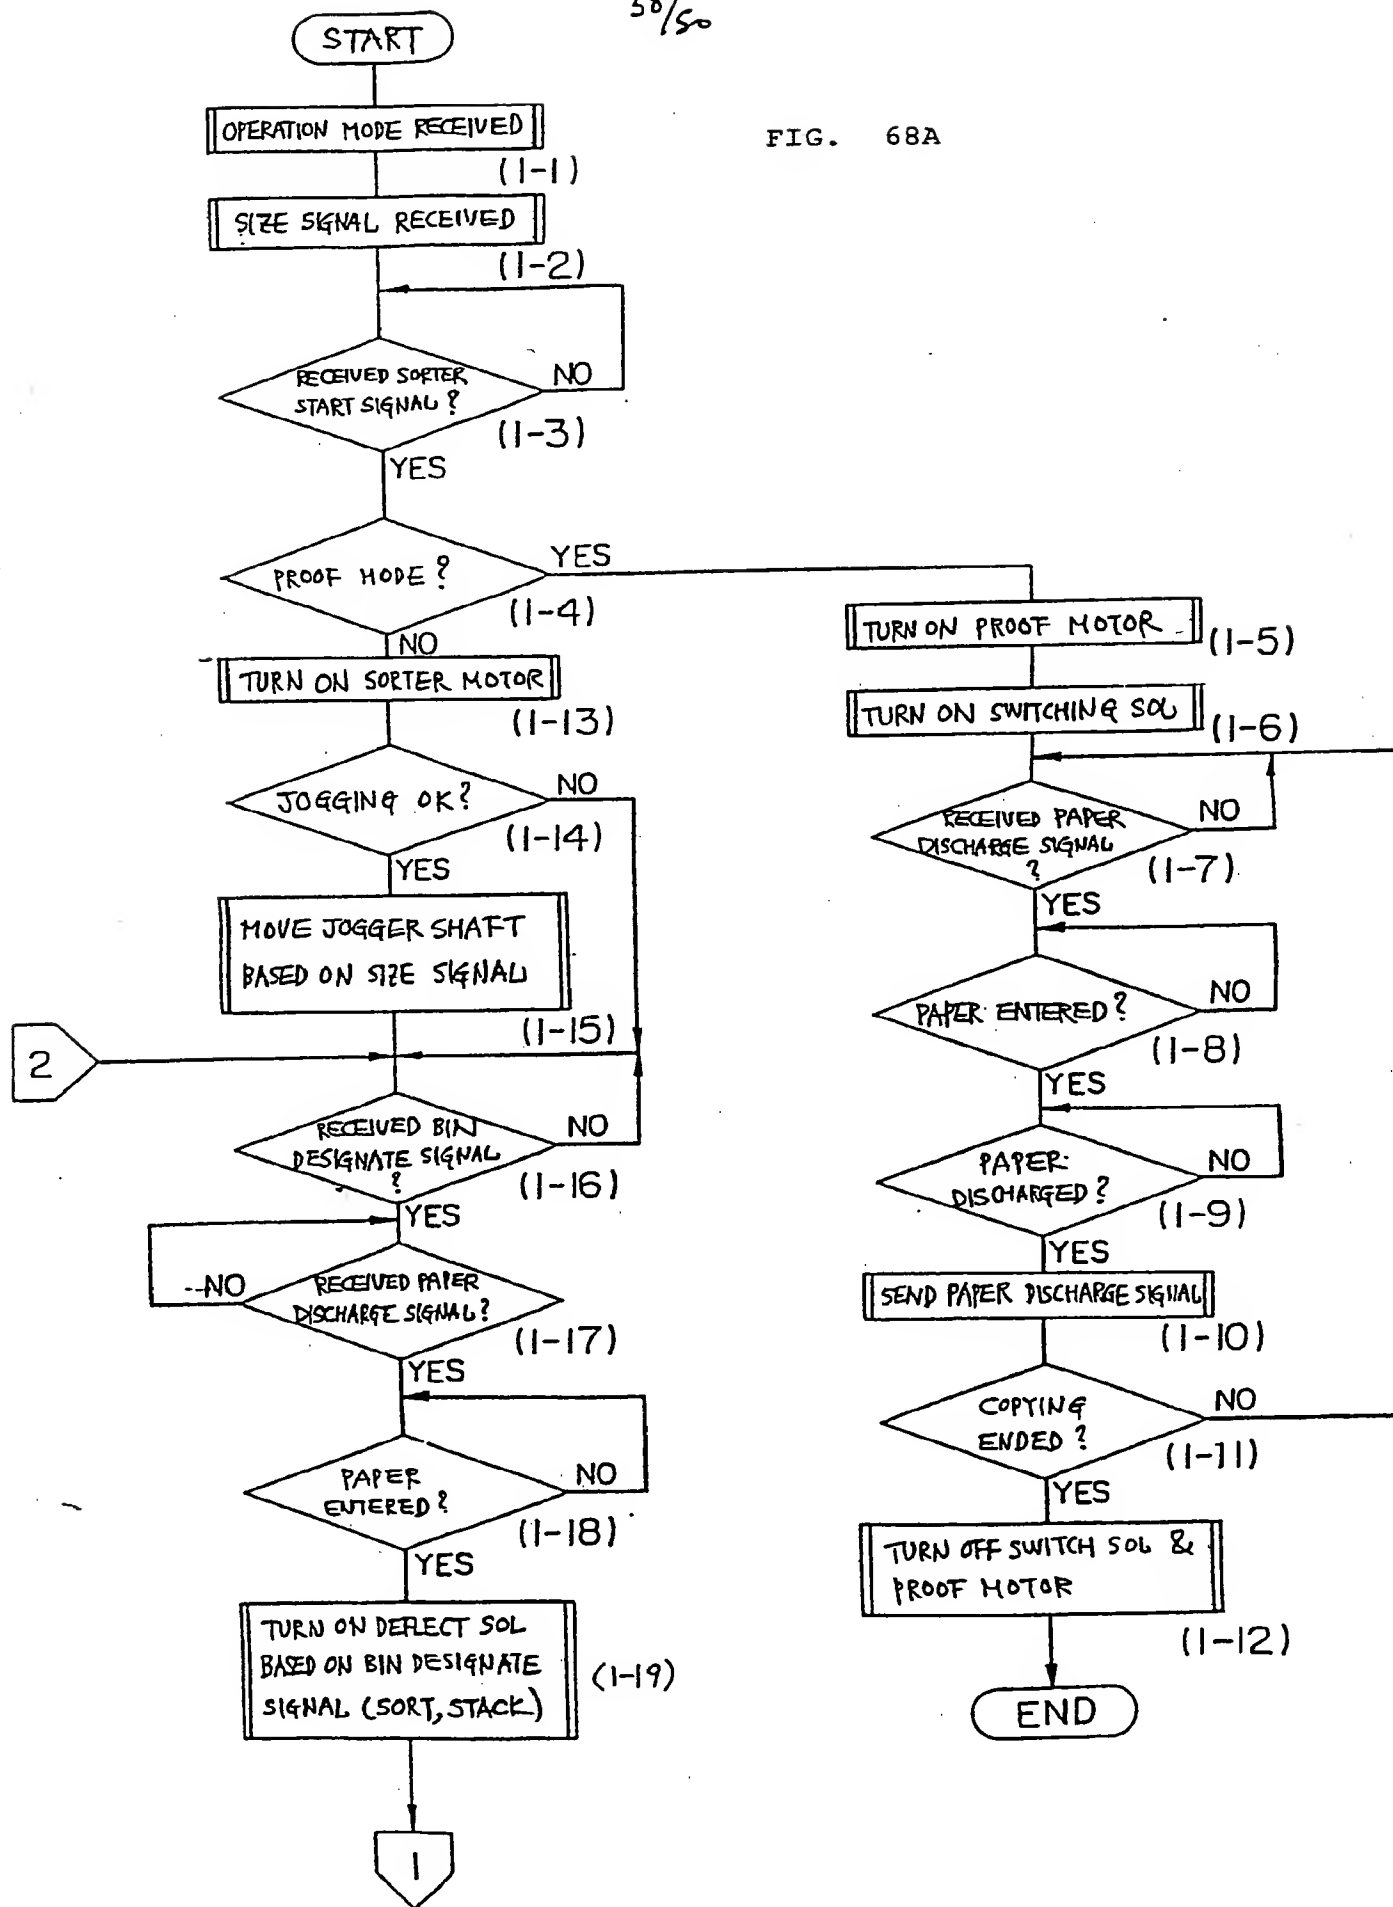 50/50
START
FIG. 68A
OPERATION MODE RECEIVED
(1-1)
SIZE SIGNAL RECEIVED
(1-2)
RECEIVED SORTER
START SIGNAL?
NO
(1-3)
YES
PROOF MODE?
YES
(1-4)
NO
TURN ON SORTER MOTOR
(1-13)
JOGGING OK?
NO
(1-14)
YES
MOVE JOGGER SHAFT
BASED ON SIZE SIGNAL
(1-15)
2
RECEIVED BIN
DESIGNATE SIGNAL
?
NO
(1-16)
YES
NO
RECEIVED PAPER
DISCHARGE SIGNAL?
(1-17)
YES
PAPER
ENTERED?
NO
(1-18)
YES
TURN ON DEFLECT SOL
BASED ON BIN DESIGNATE
SIGNAL (SORT, STACK)
(1-19)
1
TURN ON PROOF MOTOR
(1-5)
TURN ON SWITCHING SOL
(1-6)
RECEIVED PAPER
DISCHARGE SIGNAL
?
NO
(1-7)
YES
PAPER ENTERED?
NO
(1-8)
YES
PAPER
DISCHARGED?
NO
(1-9)
YES
SEND PAPER DISCHARGE SIGNAL
(1-10)
COPYING
ENDED?
NO
(1-11)
YES
TURN OFF SWITCH SOL &
PROOF MOTOR
(1-12)
END